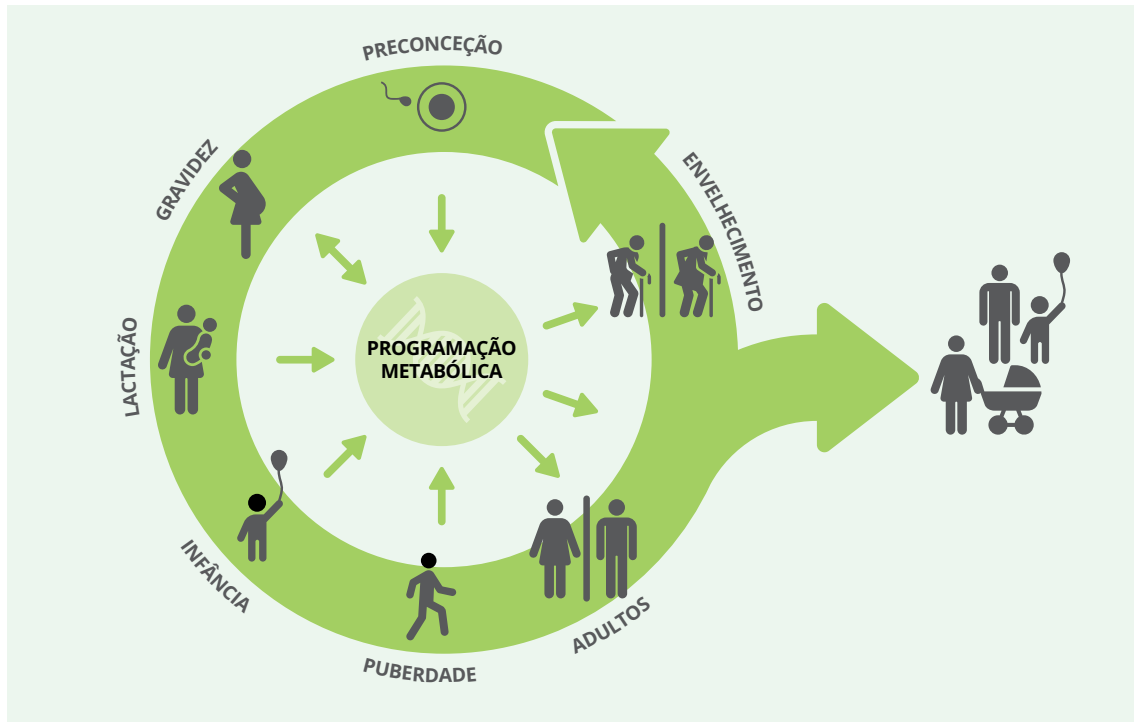 PRECONCEÇÃO
GRAVIDEZ
ENVELHECIMENTO
LACTAÇÃO
PROGRAMAÇÃO
METABÓLICA
INFÂNCIA
ADULTOS
PUBERDADE